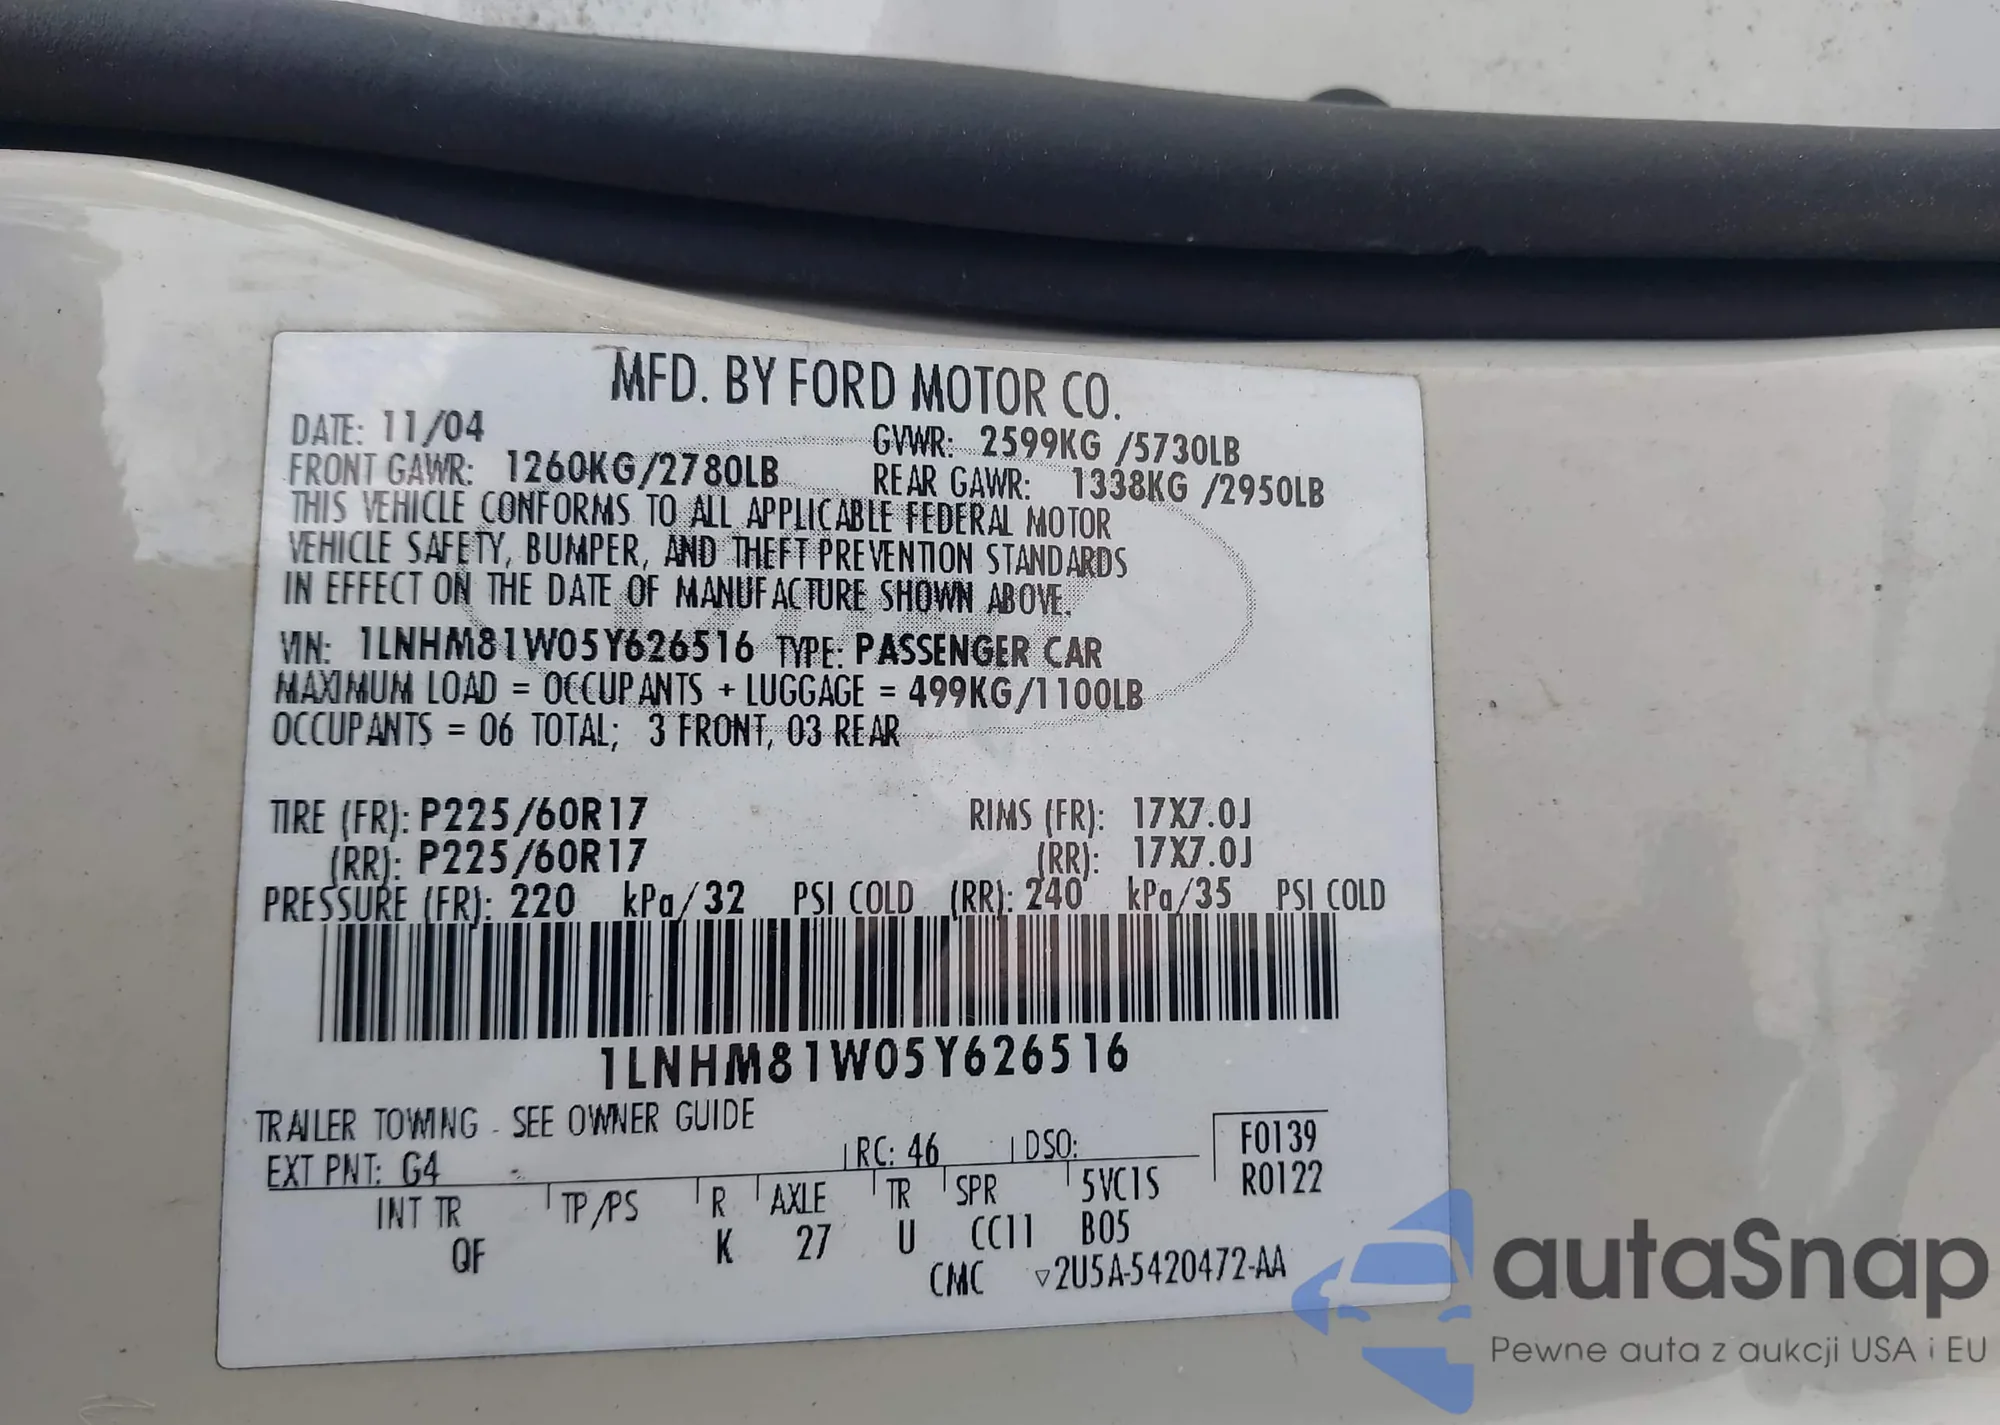 MFD. BY FORD MOTOR CO.
DATE: 11/04 GVWR: 2599KG /5730LB
FRONT GAWR: 1260KG/2780LB REAR GAWR: 1338KG /2950LB
THIS VEHICLE CONFORMS TO ALL APPLICABLE FEDERAL MOTOR
VEHICLE SAFETY, BUMPER, AND THEFT PREVENTION STANDARDS
IN EFFECT ON THE DATE OF MANUFACTURE SHOWN ABOVE.
VIN: 1LNHM81W05Y626516 TYPE: PASSENGER CAR
MAXIMUM LOAD = OCCUPANTS + LUGGAGE = 499KG/1100LB
OCCUPANTS = 06 TOTAL; 3 FRONT, 03 REAR
TIRE (FR): P225/60R17 RIMS (FR): 17X7.0J
(RR): P225/60R17 (RR): 17X7.0J
PRESSURE (FR): 220 kPa/32 PSI COLD (RR): 240 kPa/35 PSI COLD
1LNHM81W05Y626516
TRAILER TOWING - SEE OWNER GUIDE
EXT PNT: G4 RC: 46 DSO: F0139
R0122
INT TR TP/PS R AXLE TR SPR 5VC1S
QF K 27 U CC11 B05
CMC ▽2U5A-5420472-AA
autaSnap
Pewne auta z aukcji USA i EU